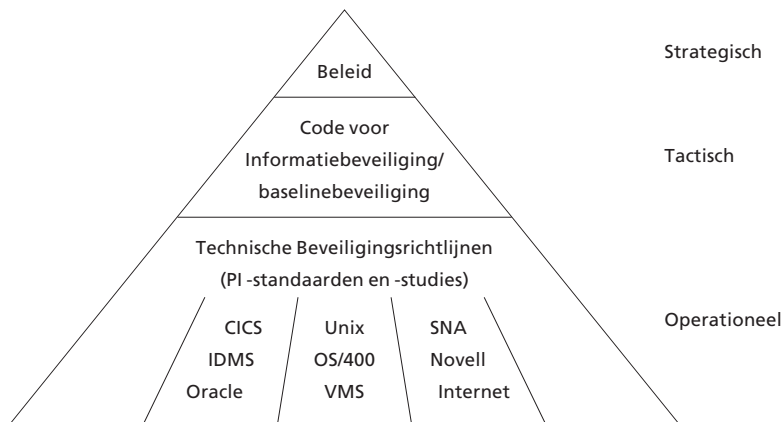 Beleid
Strategisch
Code voor
Informatiebeveiliging/
baselinebeveiliging
Tactisch
Technische Beveiligingsrichtlijnen
(PI -standaarden en -studies)
Operationeel
CICS Unix SNA
IDMS OS/400 Novell
Oracle VMS Internet